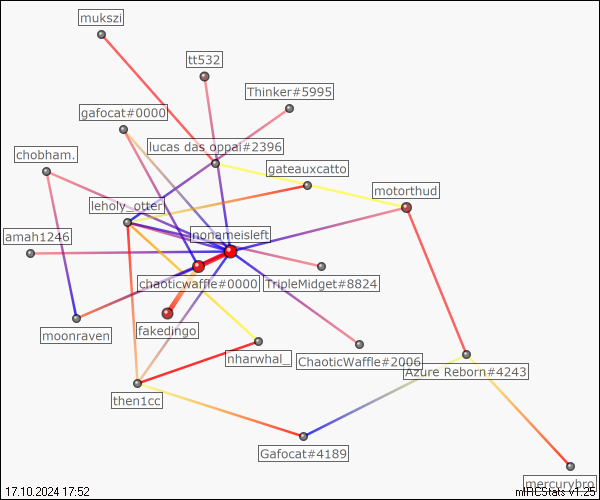 mukszi
tt532
Thinker#5995
gafocat#0000
lucas das oppai#2396
chobham.
gateauxcatto
motorthud
leholy_otterl
nonameisleft
amah1246
chaoticwaffle#0000
TripleMidget#8824
fakedingo
moonraven
nharwhal_
ChaoticWaffle#2006
Azure Reborn#4243
then1cc
Gafocat#4189
mercurybro
17.10.2024 17:52
mIRCStats v1.25